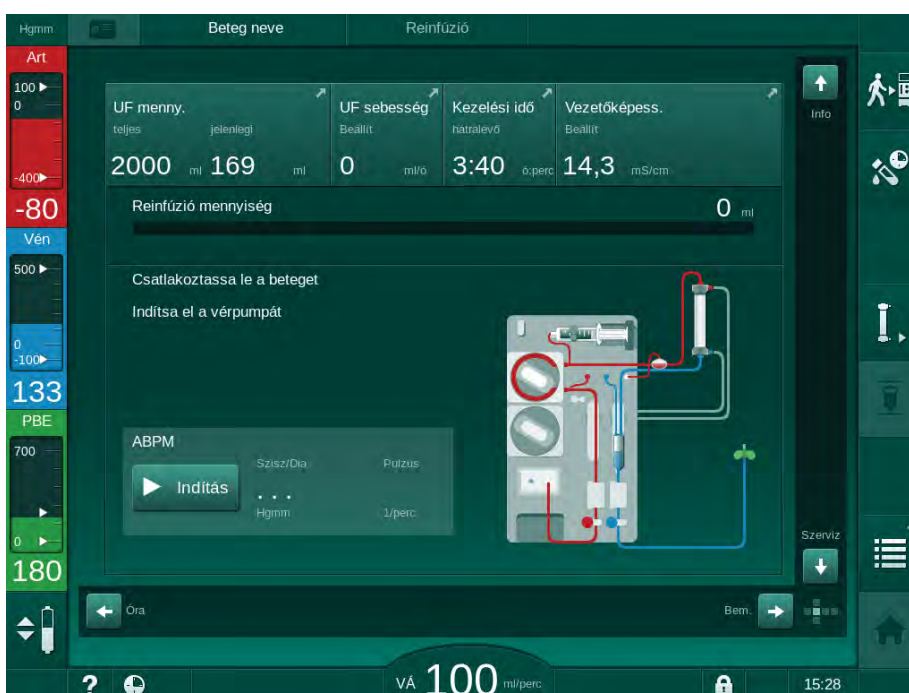 Hgmm
Beteg neve
Reinfúzió
Art
100
0
-400
-80
Vén
500
0
-100
133
PBE
700
0
180
UF menny.
teljes jelenlegi
2000 ml 169 ml
UF sebesség
Beállít
0 ml/ó
Kezelési idő
hátralévő
3:40 ó:perc
Vezetőképess.
Beállít
14,3 mS/cm
Info
Reinfúzió mennyiség 0 ml
Csatlakoztassa le a beteget
Indítsa el a vérpumpát
ABPM
Szisz/Dia Pulzus
Indítás
. . .
Hgmm 1/perc
Szerviz
Óra
Bem.
? VÁ 100 ml/perc 15:28